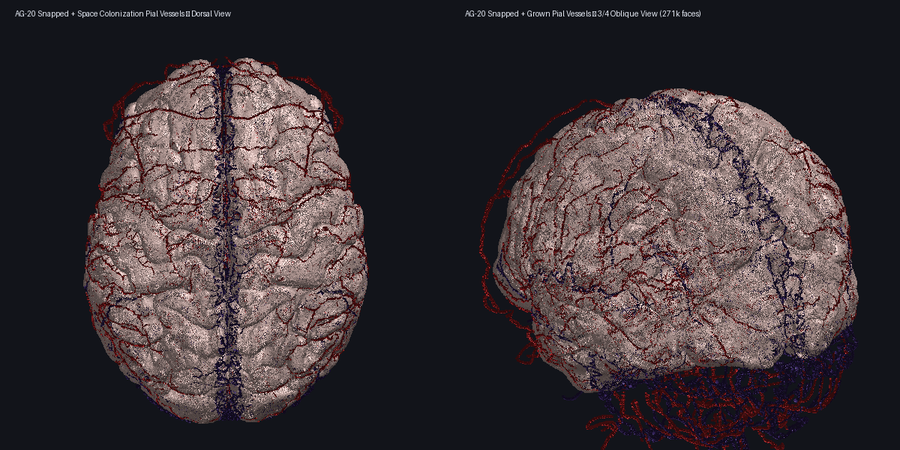 AG-20 Snapped + Space Colonization Pial Vessels▯Dorsal View
AG-20 Snapped + Grown Pial Vessels▯3/4 Oblique View (271k faces)